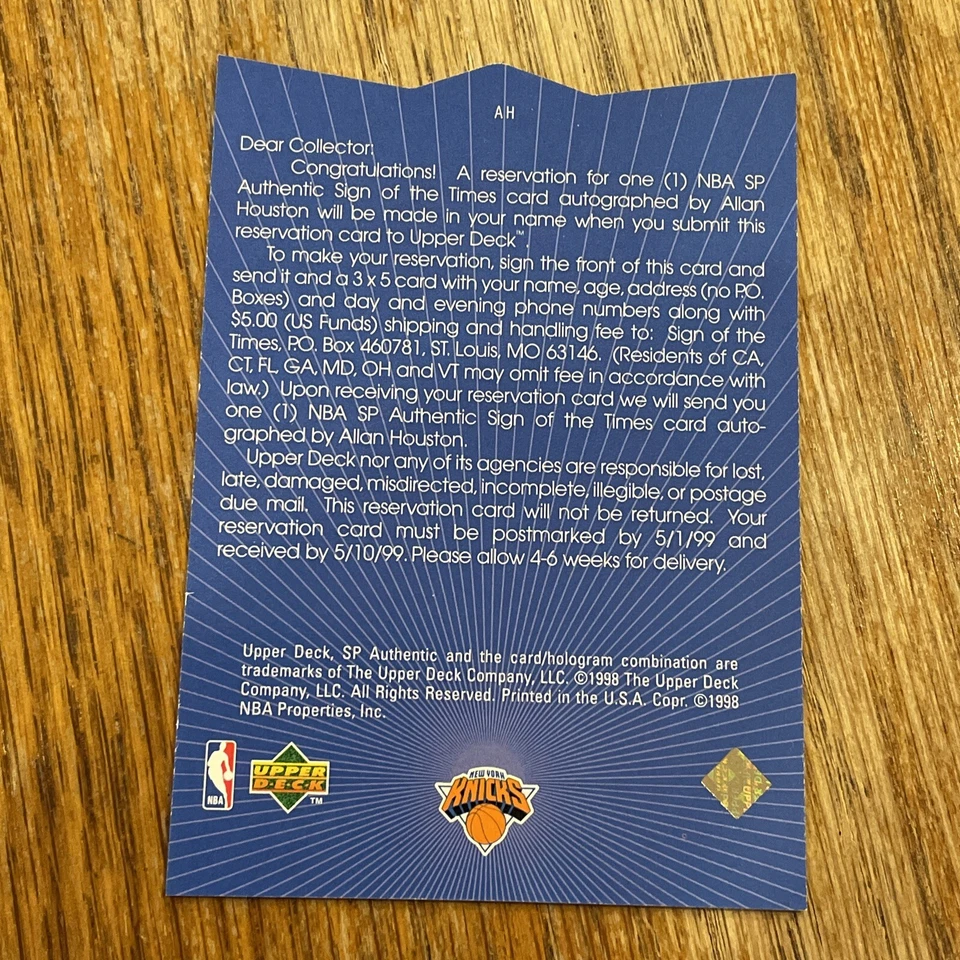 AH
Dear Collector:
Congratulations! A reservation for one (1) NBA SP
Authentic Sign of the Times card autographed by Allan
Houston will be made in your name when you submit this
reservation card to Upper Deck™.
To make your reservation, sign the front of this card and
send it and a 3 x 5 card with your name, age, address (no P.O.
Boxes) and day and evening phone numbers along with
$5.00 (US Funds) shipping and handling fee to: Sign of the
Times, P.O. Box 460781, ST. Louis, MO 63146. (Residents of CA,
CT, FL, GA, MD, OH and VT may omit fee in accordance with
law.) Upon receiving your reservation card we will send you
one (1) NBA SP Authentic Sign of the Times card auto-
graphed by Allan Houston.
Upper Deck nor any of its agencies are responsible for lost,
late, damaged, misdirected, incomplete, illegible, or postage
due mail. This reservation card will not be returned. Your
reservation card must be postmarked by 5/1/99 and
received by 5/10/99. Please allow 4-6 weeks for delivery.
Upper Deck, SP Authentic and the card/hologram combination are
trademarks of The Upper Deck Company, LLC. ©1998 The Upper Deck
Company, LLC. All Rights Reserved. Printed in the U.S.A. Copr. ©1998
NBA Properties, Inc.
NBA
UPPER
D·E·C·K
TM
NEW YORK
KNICKS